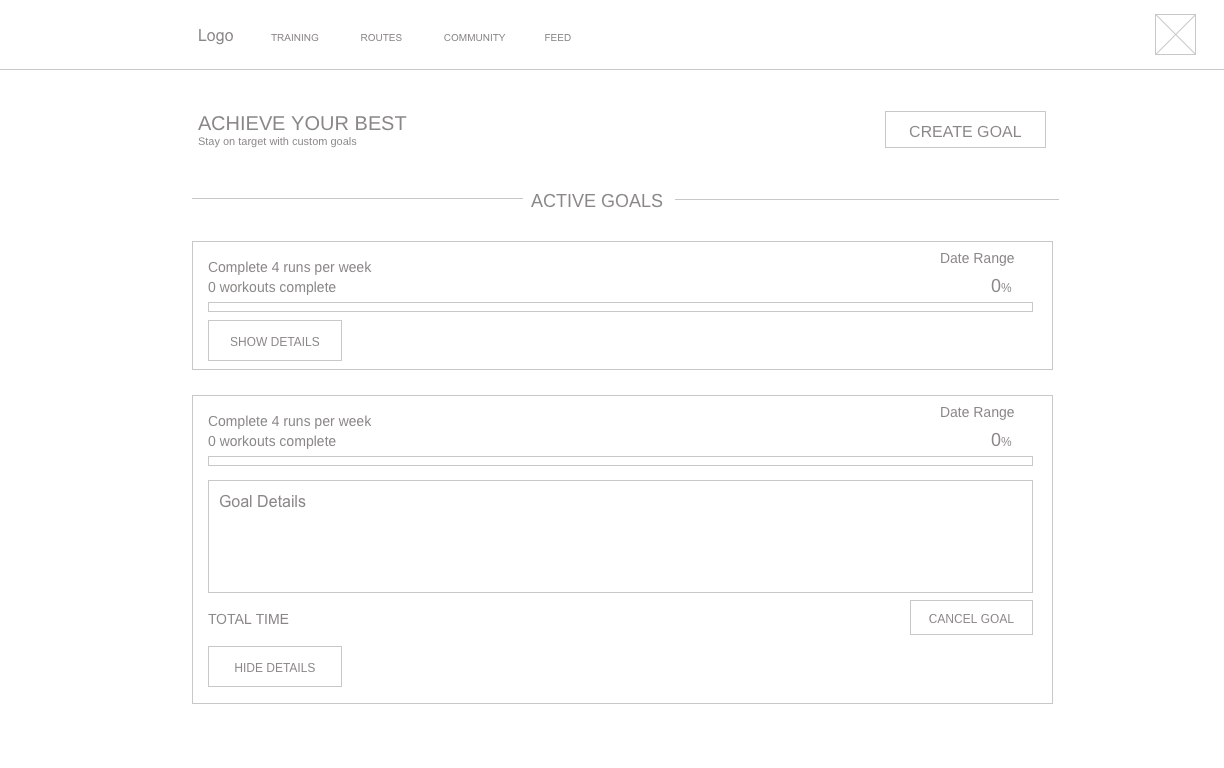 Logo TRAINING ROUTES COMMUNITY FEED
ACHIEVE YOUR BEST
Stay on target with custom goals
CREATE GOAL
ACTIVE GOALS
Complete 4 runs per week
Date Range
0 workouts complete
0%
SHOW DETAILS
Complete 4 runs per week
Date Range
0 workouts complete
0%
Goal Details
TOTAL TIME
CANCEL GOAL
HIDE DETAILS